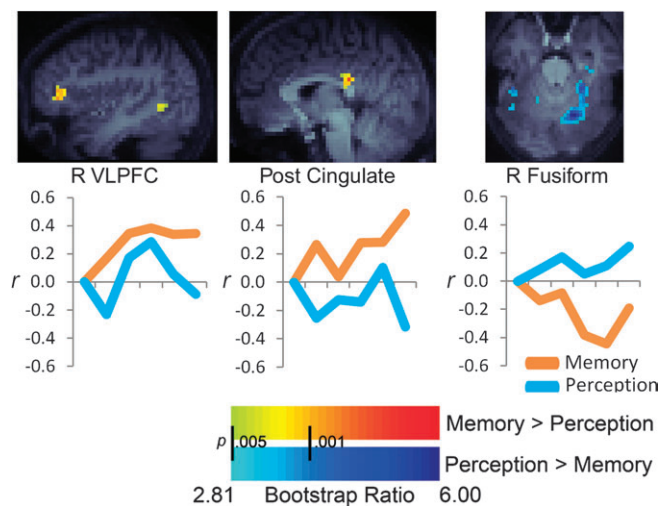 R VLPFC
Post Cingulate
R Fusiform
0.6
0.4
0.2
r 0.0
-0.2
-0.4
-0.6
0.6
0.4
0.2
r 0.0
-0.2
-0.4
-0.6
0.6
0.4
0.2
r 0.0
-0.2
-0.4
-0.6
Memory
Perception
p .005 .001
Memory > Perception
Perception > Memory
2.81 Bootstrap Ratio 6.00